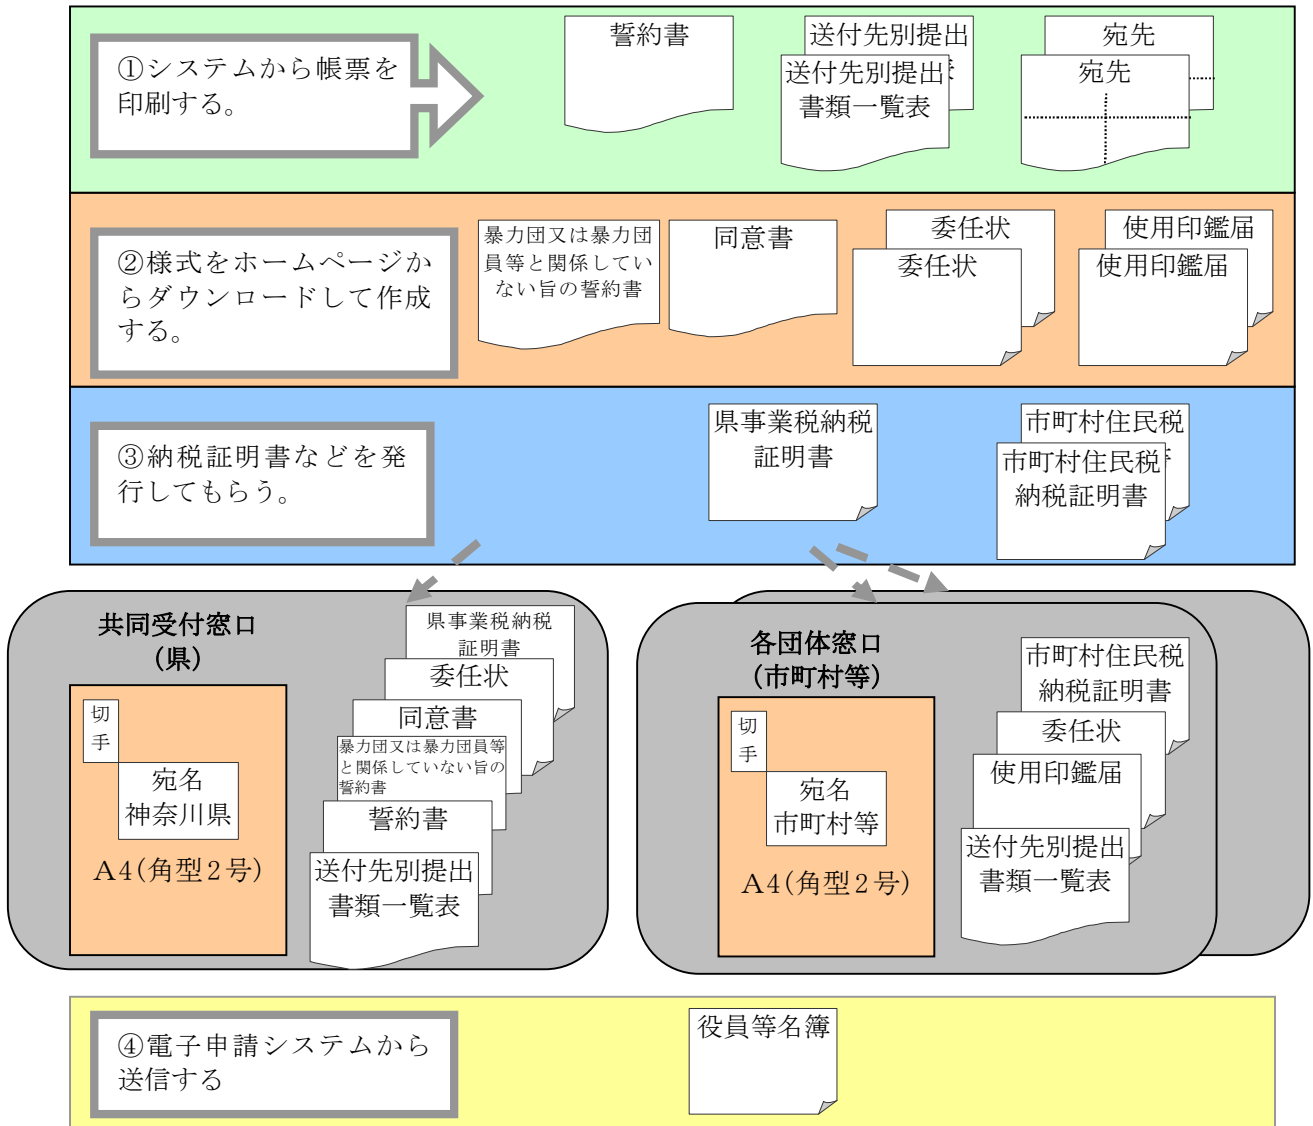 ①システムから帳票を
印刷する。
誓約書
送付先別提出
送付先別提出
書類一覧表
宛先
宛先
②様式をホームページか
らダウンロードして作成
する。
暴力団又は暴力団
員等と関係してい
ない旨の誓約書
同意書
委任状
委任状
使用印鑑届
使用印鑑届
③納税証明書などを発
行してもらう。
県事業税納税
証明書
市町村住民税
市町村住民税
納税証明書
共同受付窓口
(県)
切
手
宛名
神奈川県
A4(角型2号)
県事業税納税
証明書
委任状
同意書
暴力団又は暴力団員等
と関係していない旨の
誓約書
誓約書
送付先別提出
書類一覧表
各団体窓口
(市町村等)
切
手
宛名
市町村等
A4(角型2号)
市町村住民税
納税証明書
委任状
使用印鑑届
送付先別提出
書類一覧表
④電子申請システムから
送信する
役員等名簿